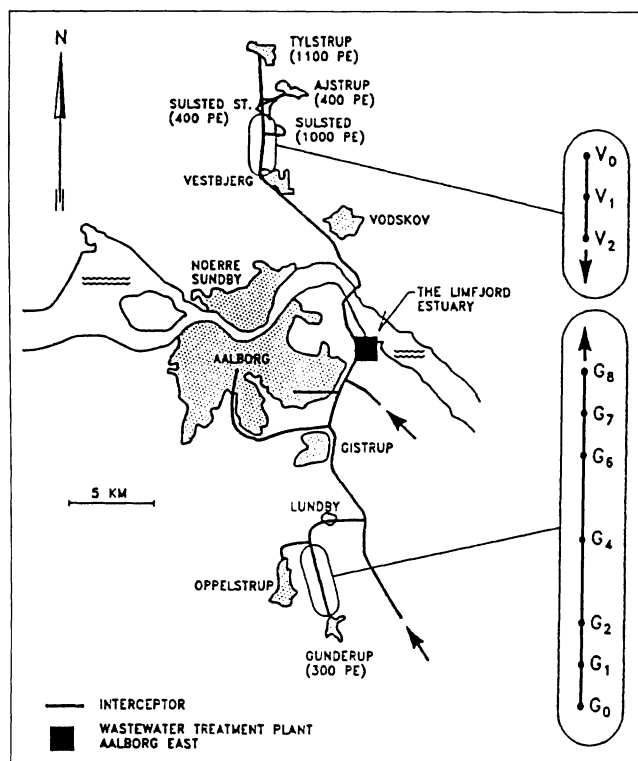 N
TYLSTRUP
(1100 PE)
AJSTRUP
(400 PE)
SULSTED ST.
(400 PE)
SULSTED
(1000 PE)
VESTBJERG
VODSKOV
NOERRE
SUNDBY
THE LIMFJORD
ESTUARY
AALBORG
GISTRUP
5 KM
LUNDBY
OPPELSTRUP
GUNDERUP
(300 PE)
V0
V1
V2
G8
G7
G6
G4
G2
G1
G0
INTERCEPTOR
WASTEWATER TREATMENT PLANT
AALBORG EAST